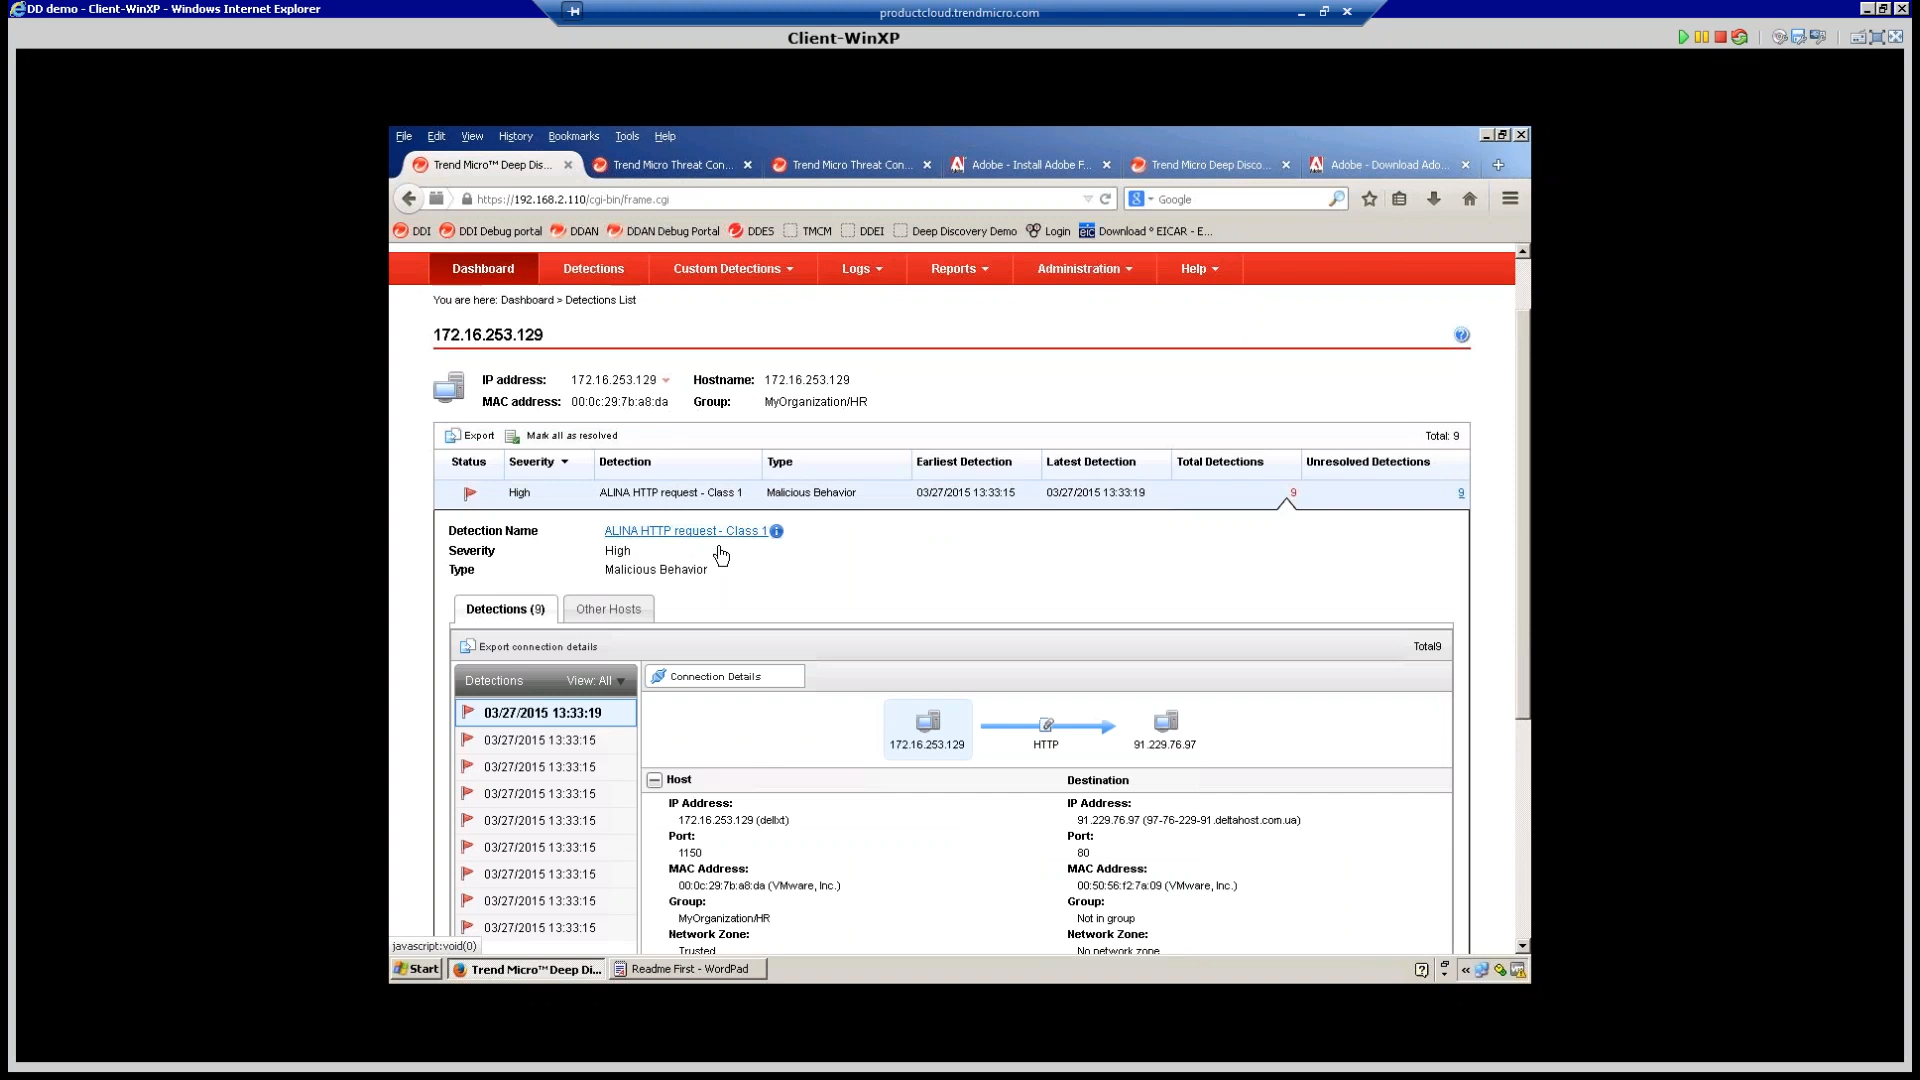 DD demo - Client-WinXP - Windows Internet Explorer
productcloud.trendmicro.com
Client-WinXP
File Edit View History Bookmarks Tools Help
Trend Micro™ Deep Dis... Trend Micro Threat Con... Trend Micro Threat Con... Adobe - Install Adobe F... Trend Micro Deep Disco... Adobe - Download Ado...
https://192.168.2.110/cgi-bin/frame.cgi Google
DDI DDI Debug portal DDAN DDAN Debug Portal DDES TMCM DDEI Deep Discovery Demo Login Download ° EICAR - E...
Dashboard Detections Custom Detections Logs Reports Administration Help
You are here: Dashboard > Detections List
172.16.253.129
IP address: 172.16.253.129 Hostname: 172.16.253.129
MAC address: 00:0c:29:7b:a8:da Group: MyOrganization/HR
Export Mark all as resolved Total: 9
Status Severity Detection Type Earliest Detection Latest Detection Total Detections Unresolved Detections
High ALINA HTTP request - Class 1 Malicious Behavior 03/27/2015 13:33:15 03/27/2015 13:33:19 9 9
Detection Name ALINA HTTP request - Class 1
Severity High
Type Malicious Behavior
Detections (9) Other Hosts
Export connection details Total9
Detections View: All Connection Details
03/27/2015 13:33:19
03/27/2015 13:33:15
03/27/2015 13:33:15
03/27/2015 13:33:15
03/27/2015 13:33:15
03/27/2015 13:33:15
03/27/2015 13:33:15
03/27/2015 13:33:15
03/27/2015 13:33:15
172.16.253.129 HTTP 91.229.76.97
Host Destination
IP Address: IP Address:
172.16.253.129 (dellxt) 91.229.76.97 (97-76-229-91.deltahost.com.ua)
Port: Port:
1150 80
MAC Address: MAC Address:
00:0c:29:7b:a8:da (VMware, Inc.) 00:50:56:f2:7a:09 (VMware, Inc.)
Group: Group:
MyOrganization/HR Not in group
Network Zone: Network Zone:
Trusted No network zone
javascript:void(0)
Start Trend Micro™ Deep Di... Readme First - WordPad